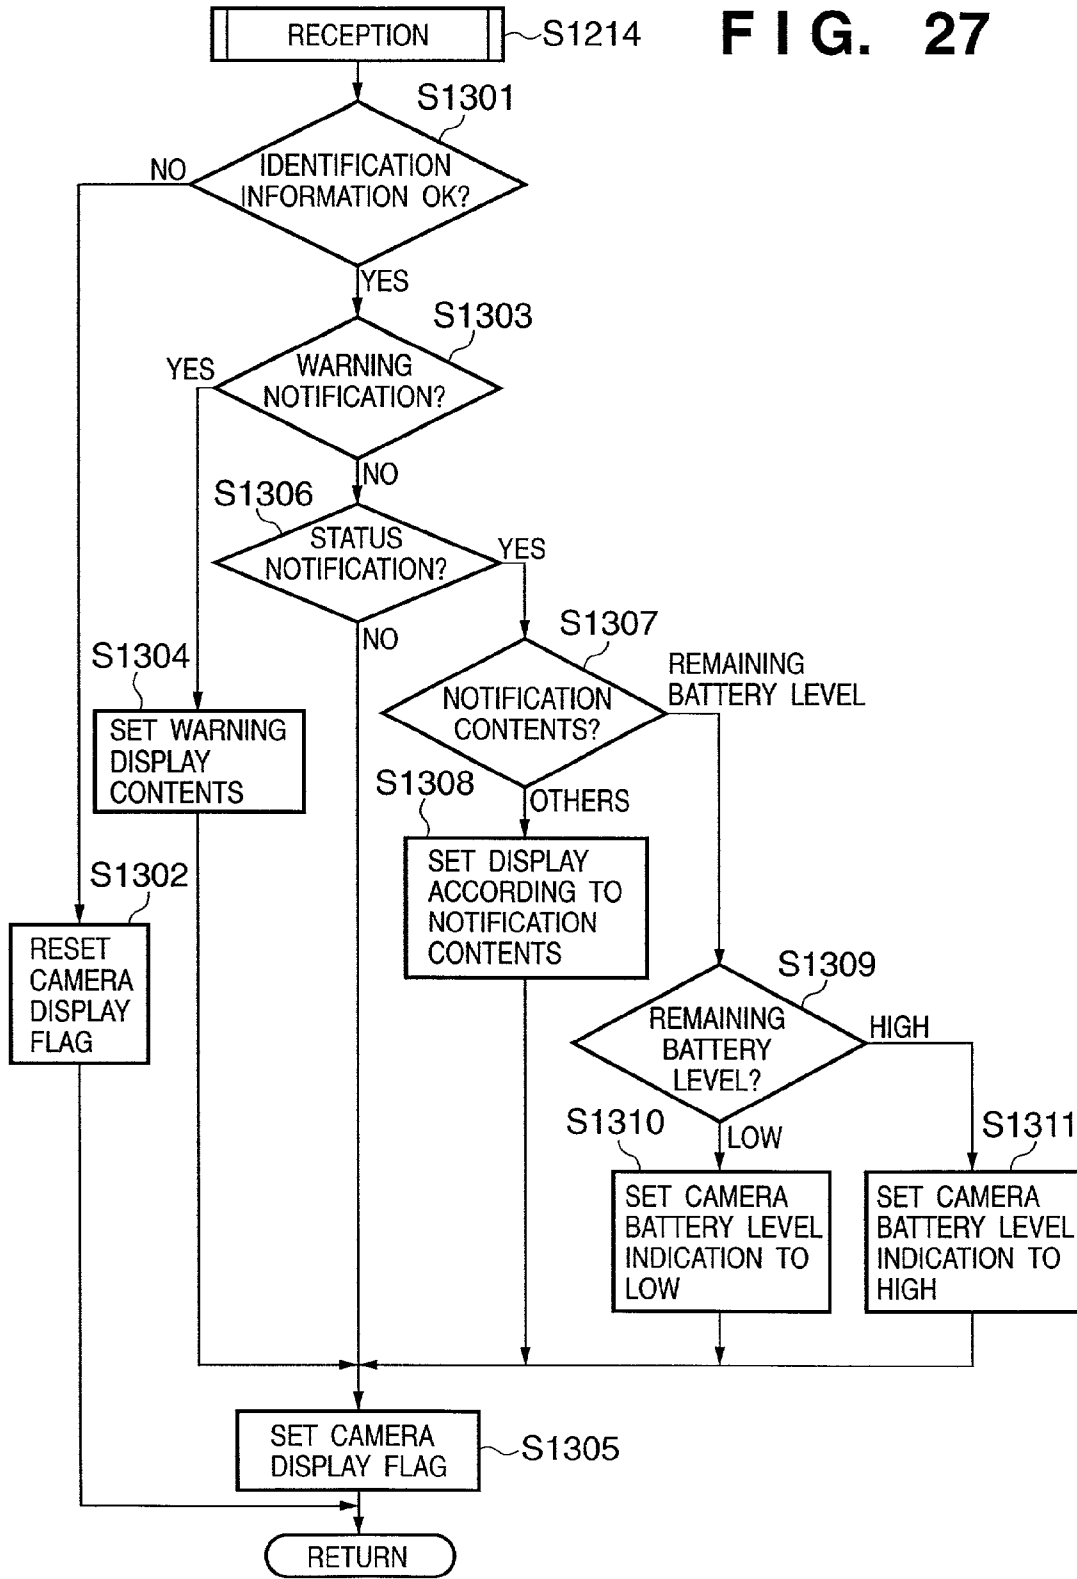 FIG. 27
RECEPTION
S1214
S1301
IDENTIFICATION
INFORMATION OK?
NO
YES
S1303
WARNING
NOTIFICATION?
YES
NO
S1306
STATUS
NOTIFICATION?
YES
NO
S1307
NOTIFICATION
CONTENTS?
REMAINING
BATTERY LEVEL
S1304
SET WARNING
DISPLAY
CONTENTS
S1308
OTHERS
SET DISPLAY
ACCORDING TO
NOTIFICATION
CONTENTS
S1302
RESET
CAMERA
DISPLAY
FLAG
S1309
REMAINING
BATTERY
LEVEL?
HIGH
LOW
S1310
SET CAMERA
BATTERY LEVEL
INDICATION TO
LOW
S1311
SET CAMERA
BATTERY LEVEL
INDICATION TO
HIGH
SET CAMERA
DISPLAY FLAG
S1305
RETURN